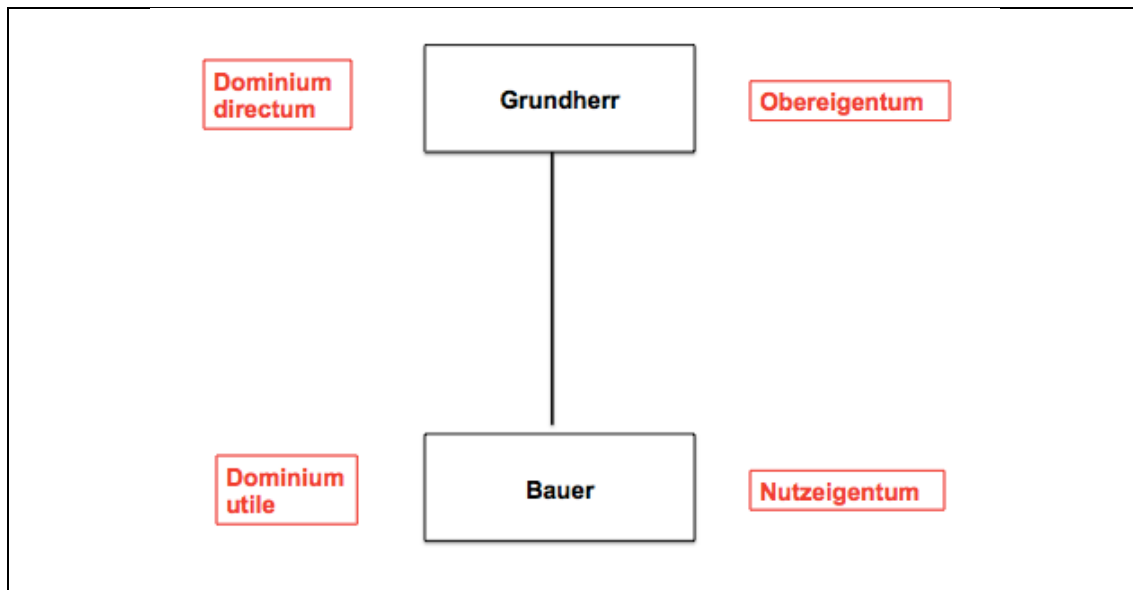 Dominium
directum
Grundherr
Obereigentum
Dominium
utile
Bauer
Nutzeigentum